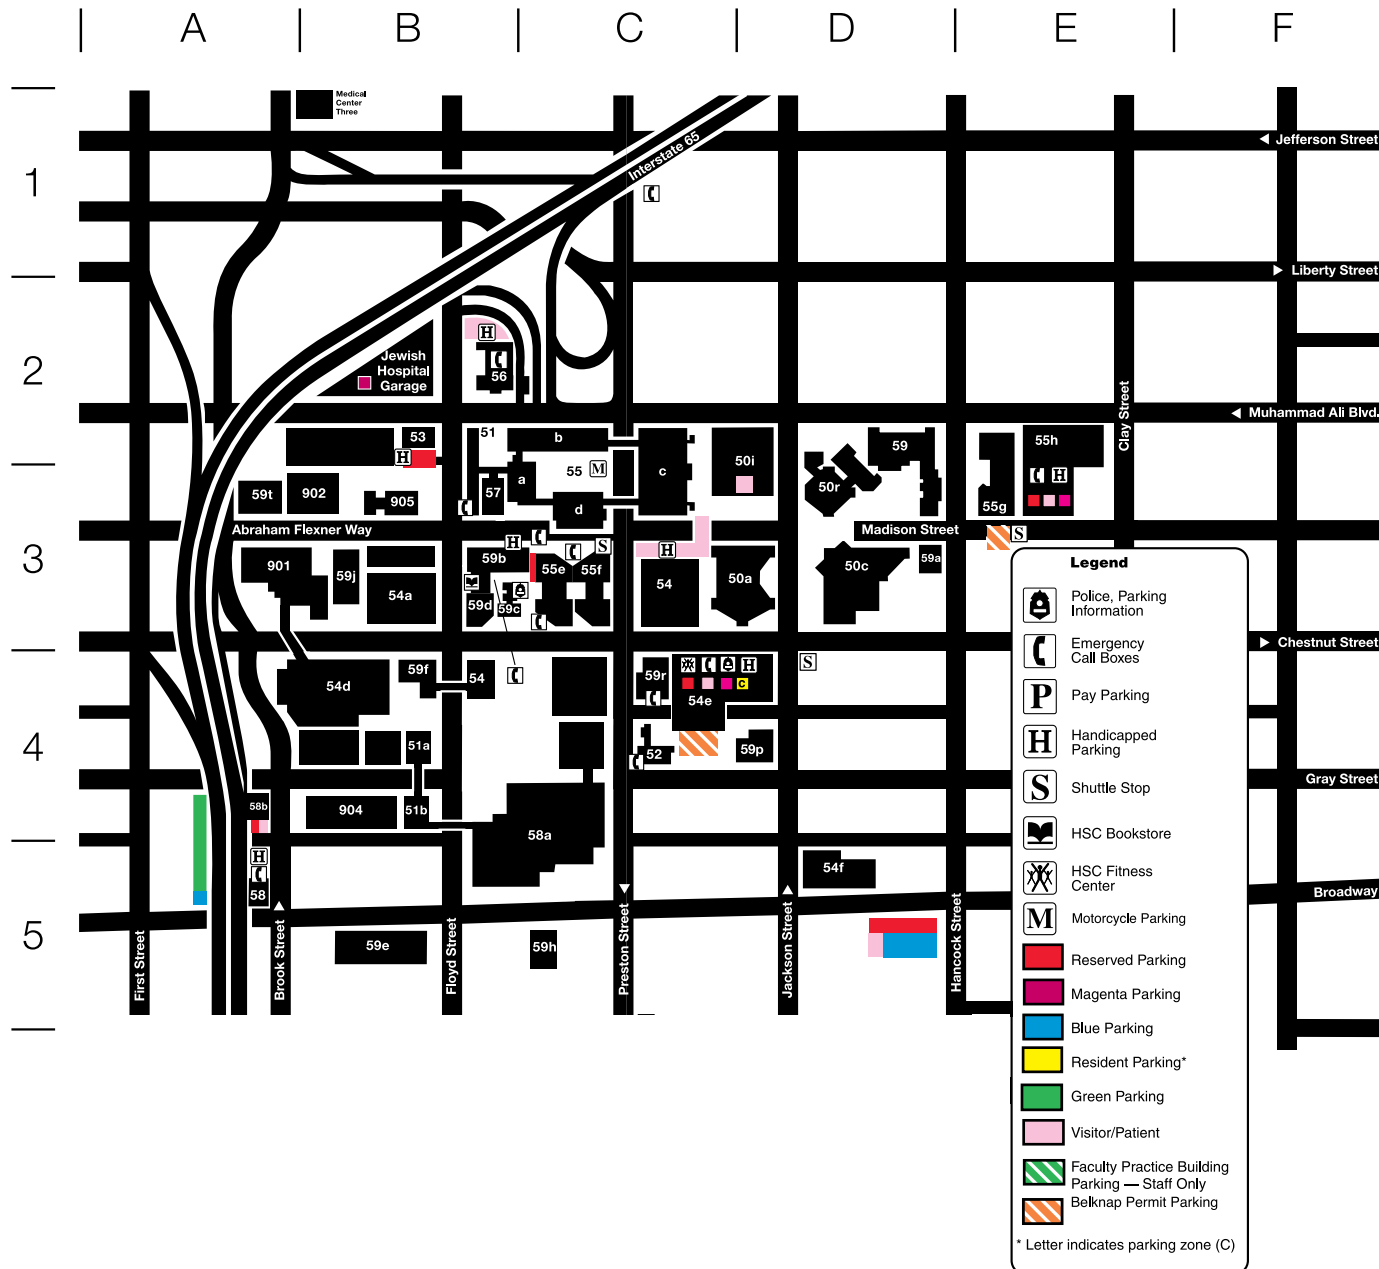 A
B
C
D
E
F
Medical
Center
Three
Jefferson Street
Interstate 65
1
Liberty Street
Jewish
Hospital
Garage
H
56
2
Clay Street
Muhammad Ali Blvd.
53
H
51
b
55
M
c
a
d
57
50i
59
50r
55h
H
55g
59t
902
905
Abraham Flexner Way
Madison Street
S
H
S
H
3
901
59j
54a
59b
59d
59c
55e
55f
54
50a
50c
59a
Chestnut Street
54d
59f
54
59r
H
C
54e
S
4
51a
52
59p
Gray Street
58b
904
51b
58a
H
58
54f
Broadway
5
59e
59h
First Street
Brook Street
Floyd Street
Preston Street
Jackson Street
Hancock Street
Legend
Police, Parking
Information
Emergency
Call Boxes
P
Pay Parking
H
Handicapped
Parking
S
Shuttle Stop
HSC Bookstore
HSC Fitness
Center
M
Motorcycle Parking
Reserved Parking
Magenta Parking
Blue Parking
Resident Parking*
Green Parking
Visitor/Patient
Faculty Practice Building
Parking — Staff Only
Belknap Permit Parking
* Letter indicates parking zone (C)